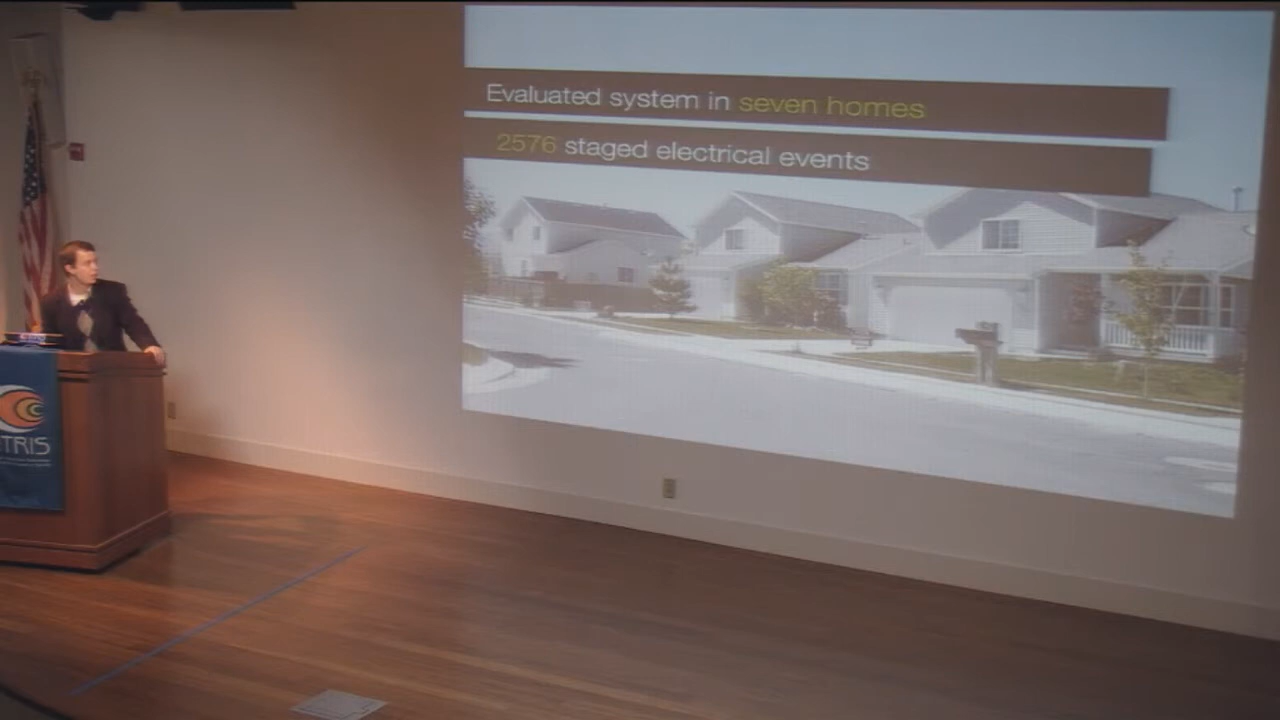 Evaluated system in seven homes
2576 staged electrical events
TRIS